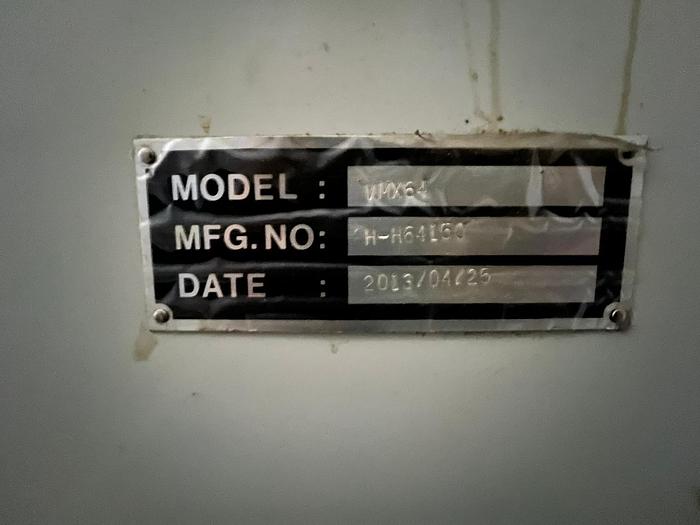 MODEL : VMX64
MFG.NO: H-H64150
DATE : 2013/04/25